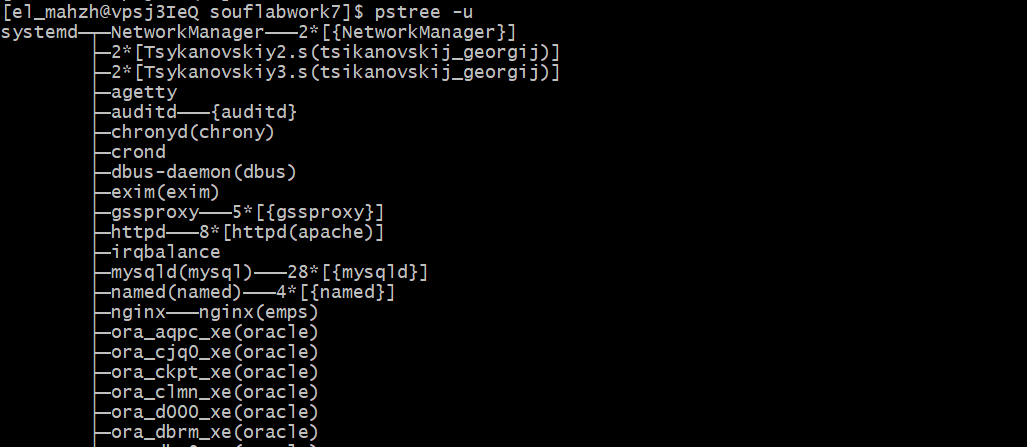 [el_mahzh@vpsj3IeQ souflabwork7]$ pstree -u
systemd─┬─NetworkManager───2*[{NetworkManager}]
├─2*[Tsykanovskiy2.s(tsikanovskij_georgij)]
├─2*[Tsykanovskiy3.s(tsikanovskij_georgij)]
├─agetty
├─auditd───{auditd}
├─chronyd(chrony)
├─crond
├─dbus-daemon(dbus)
├─exim(exim)
├─gssproxy───5*[{gssproxy}]
├─httpd───8*[httpd(apache)]
├─irqbalance
├─mysqld(mysql)───28*[{mysqld}]
├─named(named)───4*[{named}]
├─nginx───nginx(emps)
├─ora_aqpc_xe(oracle)
├─ora_cjq0_xe(oracle)
├─ora_ckpt_xe(oracle)
├─ora_clmn_xe(oracle)
├─ora_d000_xe(oracle)
├─ora_dbrm_xe(oracle)